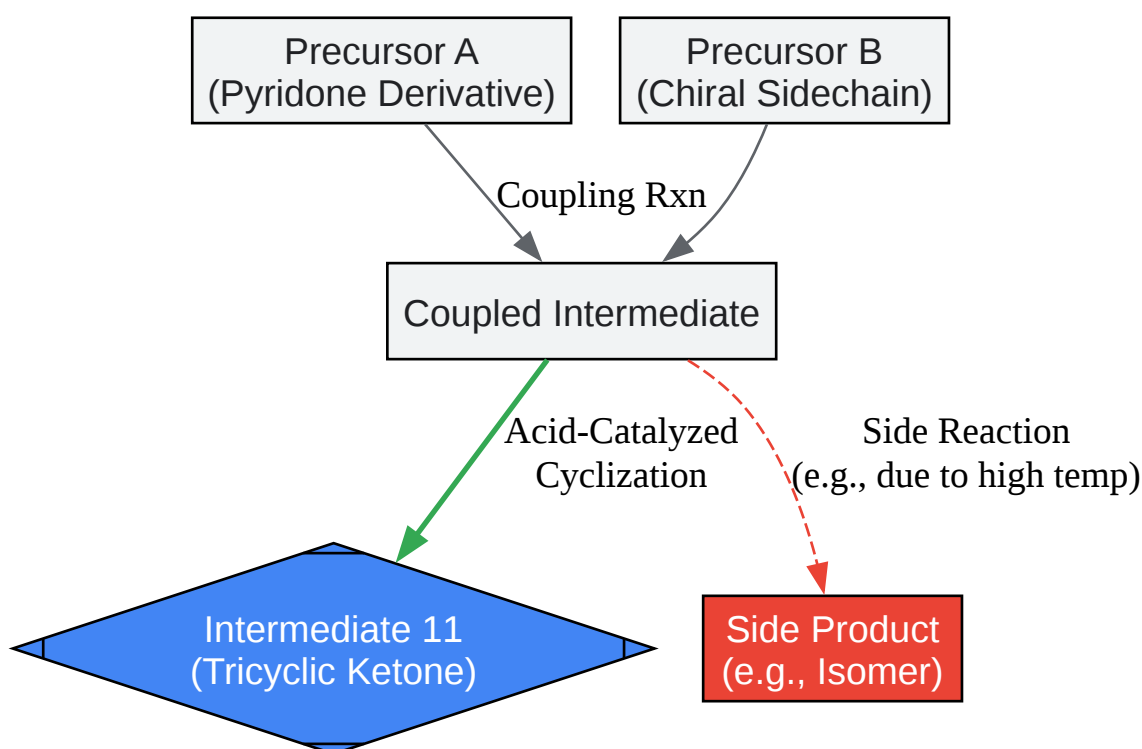 Precursor A
(Pyridone Derivative)
Precursor B
(Chiral Sidechain)
Coupling Rxn
Coupled Intermediate
Acid-Catalyzed
Cyclization
Side Reaction
(e.g., due to high temp)
Intermediate 11
(Tricyclic Ketone)
Side Product
(e.g., Isomer)